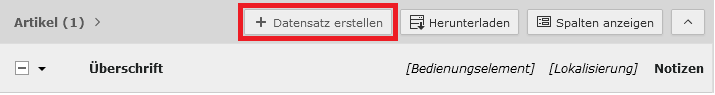 Artikel (1) + Datensatz erstellen Herunterladen Spalten anzeigen
Überschrift [Bedienungselement] [Lokalisierung] Notizen